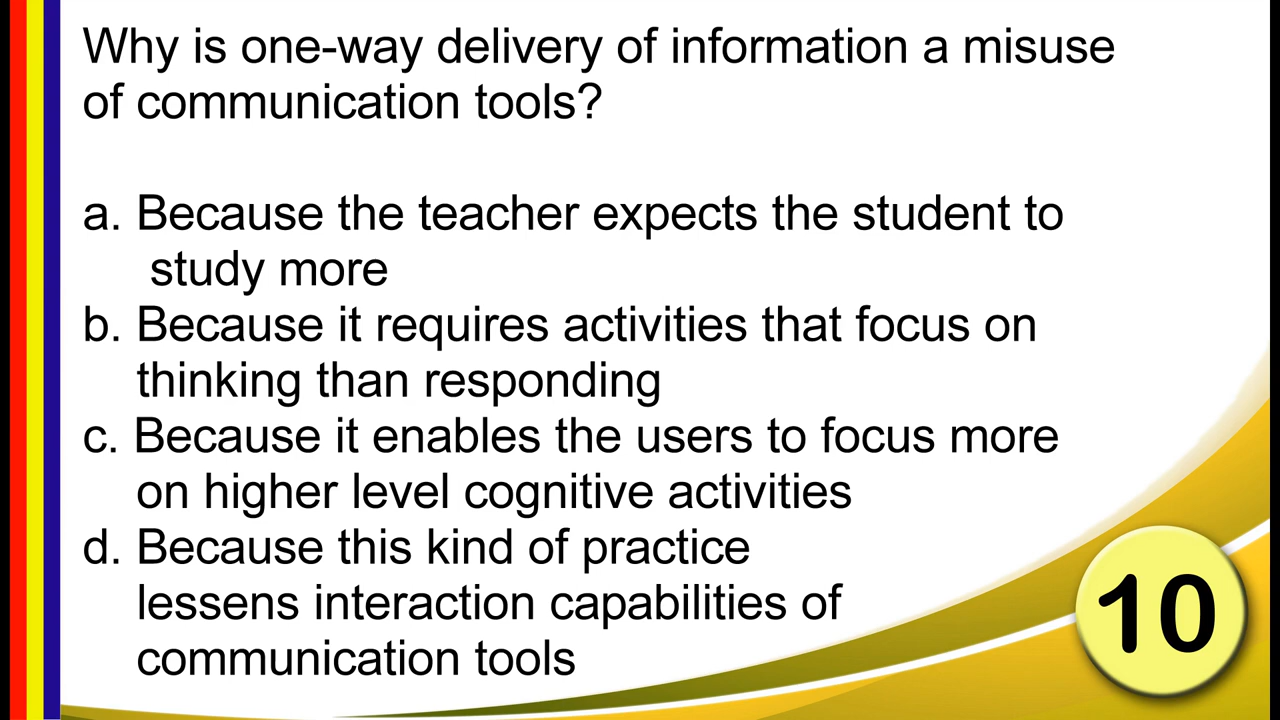 Why is one-way delivery of information a misuse
of communication tools?
a. Because the teacher expects the student to
study more
b. Because it requires activities that focus on
thinking than responding
c. Because it enables the users to focus more
on higher level cognitive activities
d. Because this kind of practice
lessens interaction capabilities of
communication tools
10